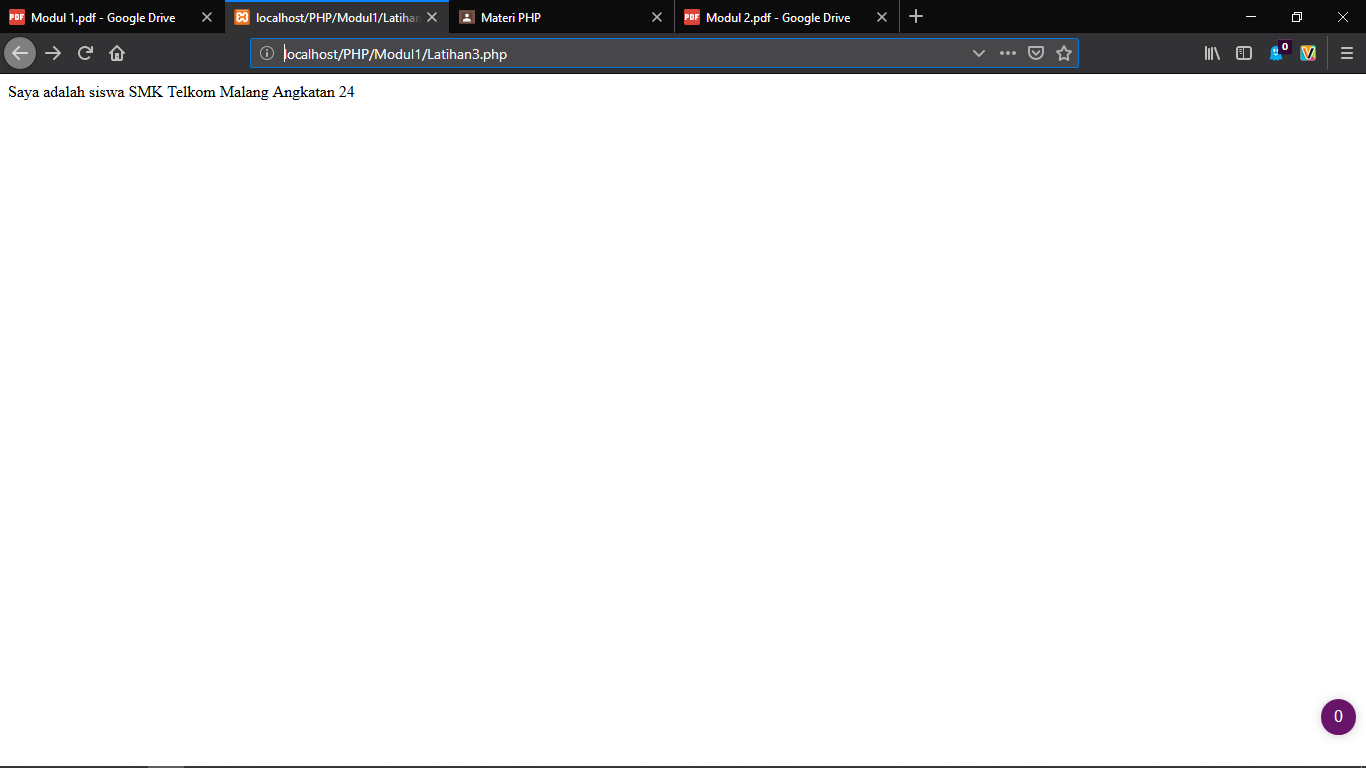 PDF Modul 1.pdf - Google Drive
localhost/PHP/Modul1/Latihan
Materi PHP
PDF Modul 2.pdf - Google Drive
localhost/PHP/Modul1/Latihan3.php
0
Saya adalah siswa SMK Telkom Malang Angkatan 24
0